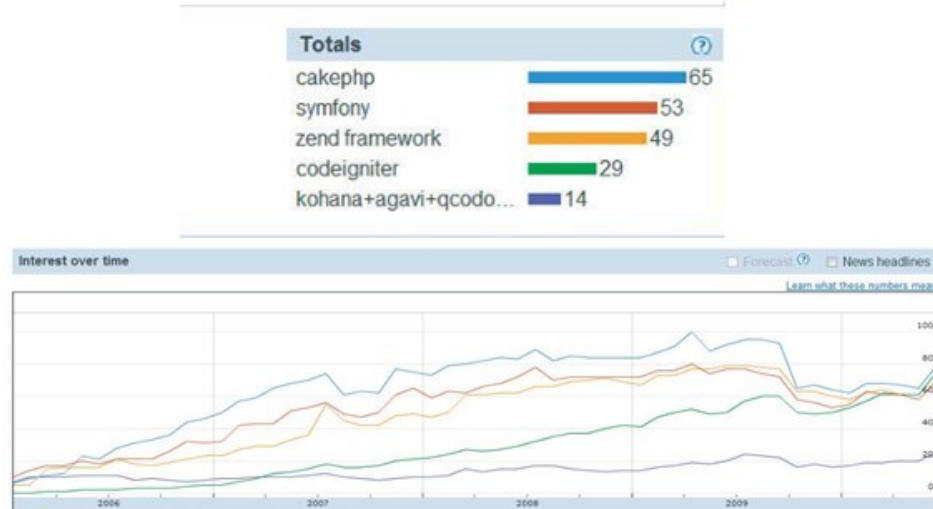 Totals ?
cakephp 65
symfony 53
zend framework 49
codeigniter 29
kohana+agavi+qcodo... 14
Interest over time Forecast ? News headlines
Learn what these numbers mea
100
80
60
40
20
0
2006 2007 2008 2009